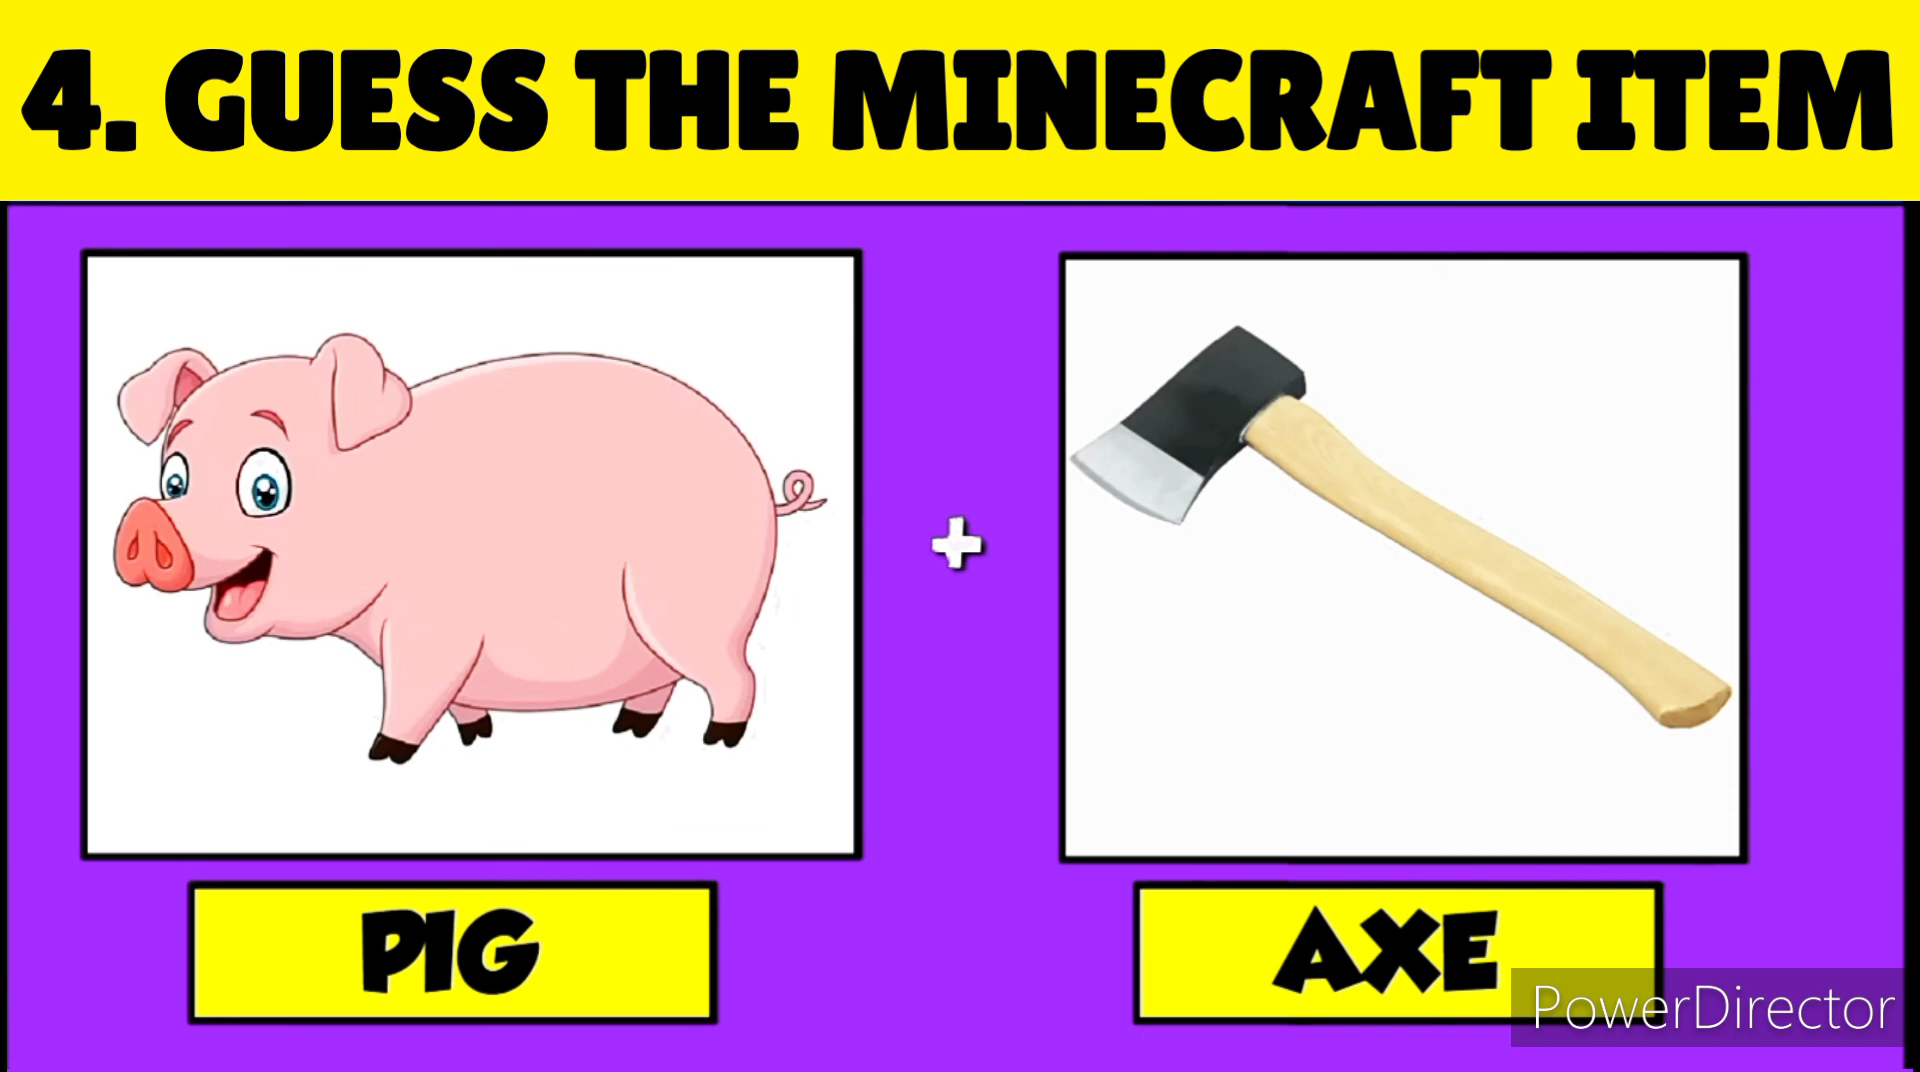 4. GUESS THE MINECRAFT ITEM
+
PIG
AXE
PowerDirector